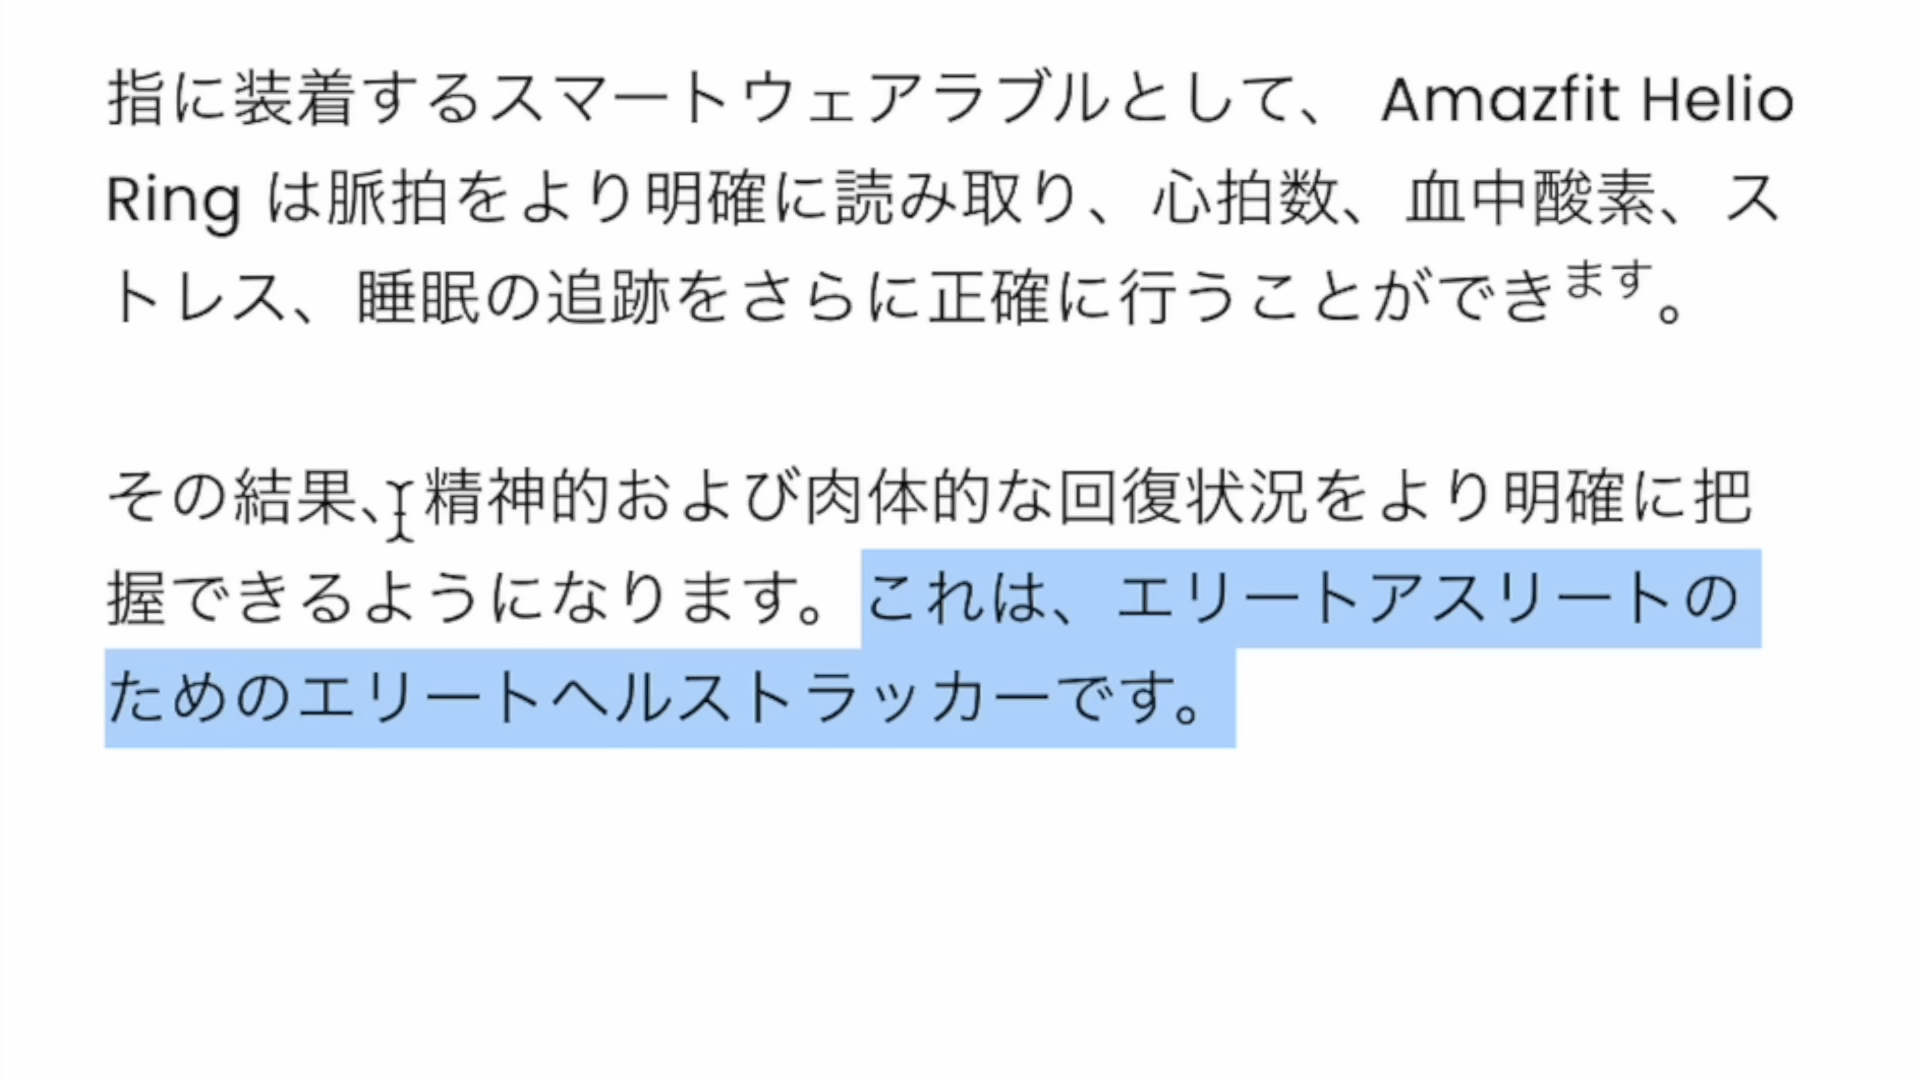 指に装着するスマートウェアラブルとして、 Amazfit Helio
Ring は脈拍をより明確に読み取り、心拍数、血中酸素、ス
トレス、睡眠の追跡をさらに正確に行うことができます。
その結果、精神的および肉体的な回復状況をより明確に把
握できるようになります。これは、エリートアスリートの
ためのエリートヘルストラッカーです。